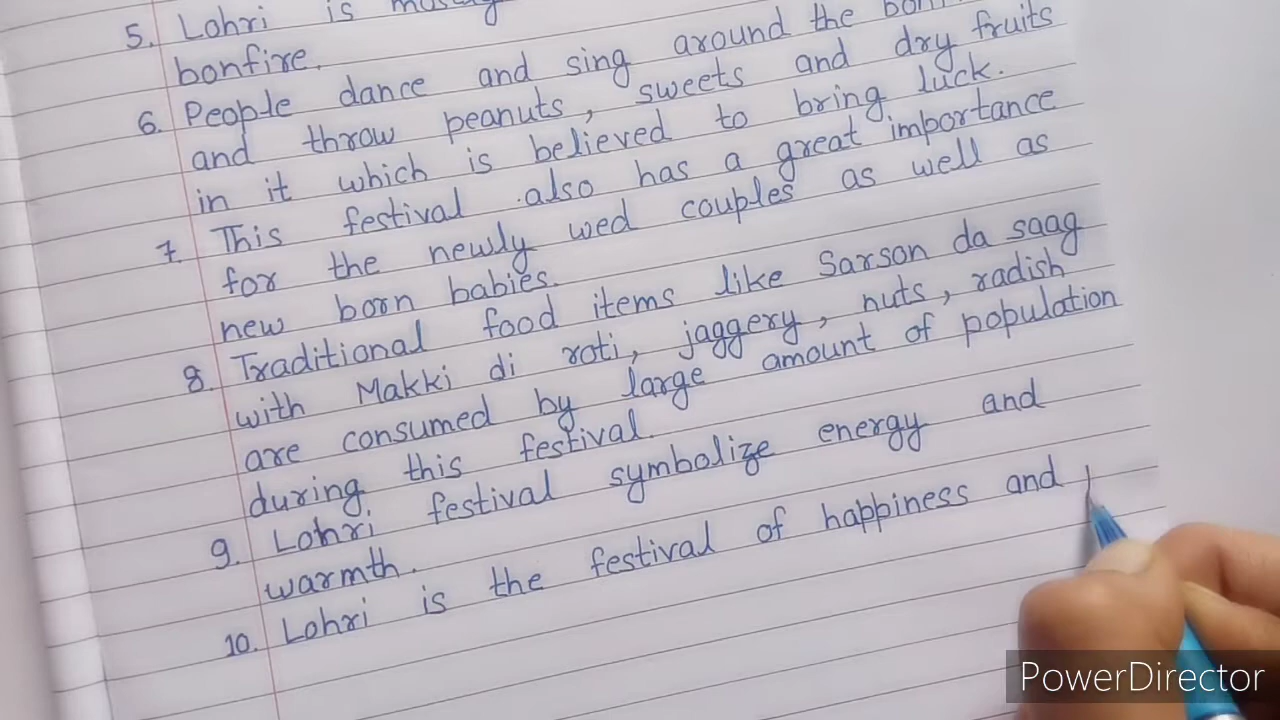 5. Lohri is
bonfire.
6. People dance and sing around the
and throw peanuts, sweets and dry fruits
in it which is believed to bring luck.
7. This festival also has a great importance
for the newly wed couples as well as
new born babies.
8. Traditional food items like Sarson da saag
with Makki di roti, jaggery, nuts, radish
are consumed by large amount of population
during this festival.
9. Lohri festival symbolize energy and
warmth.
10. Lohri is the festival of happiness and
PowerDirector